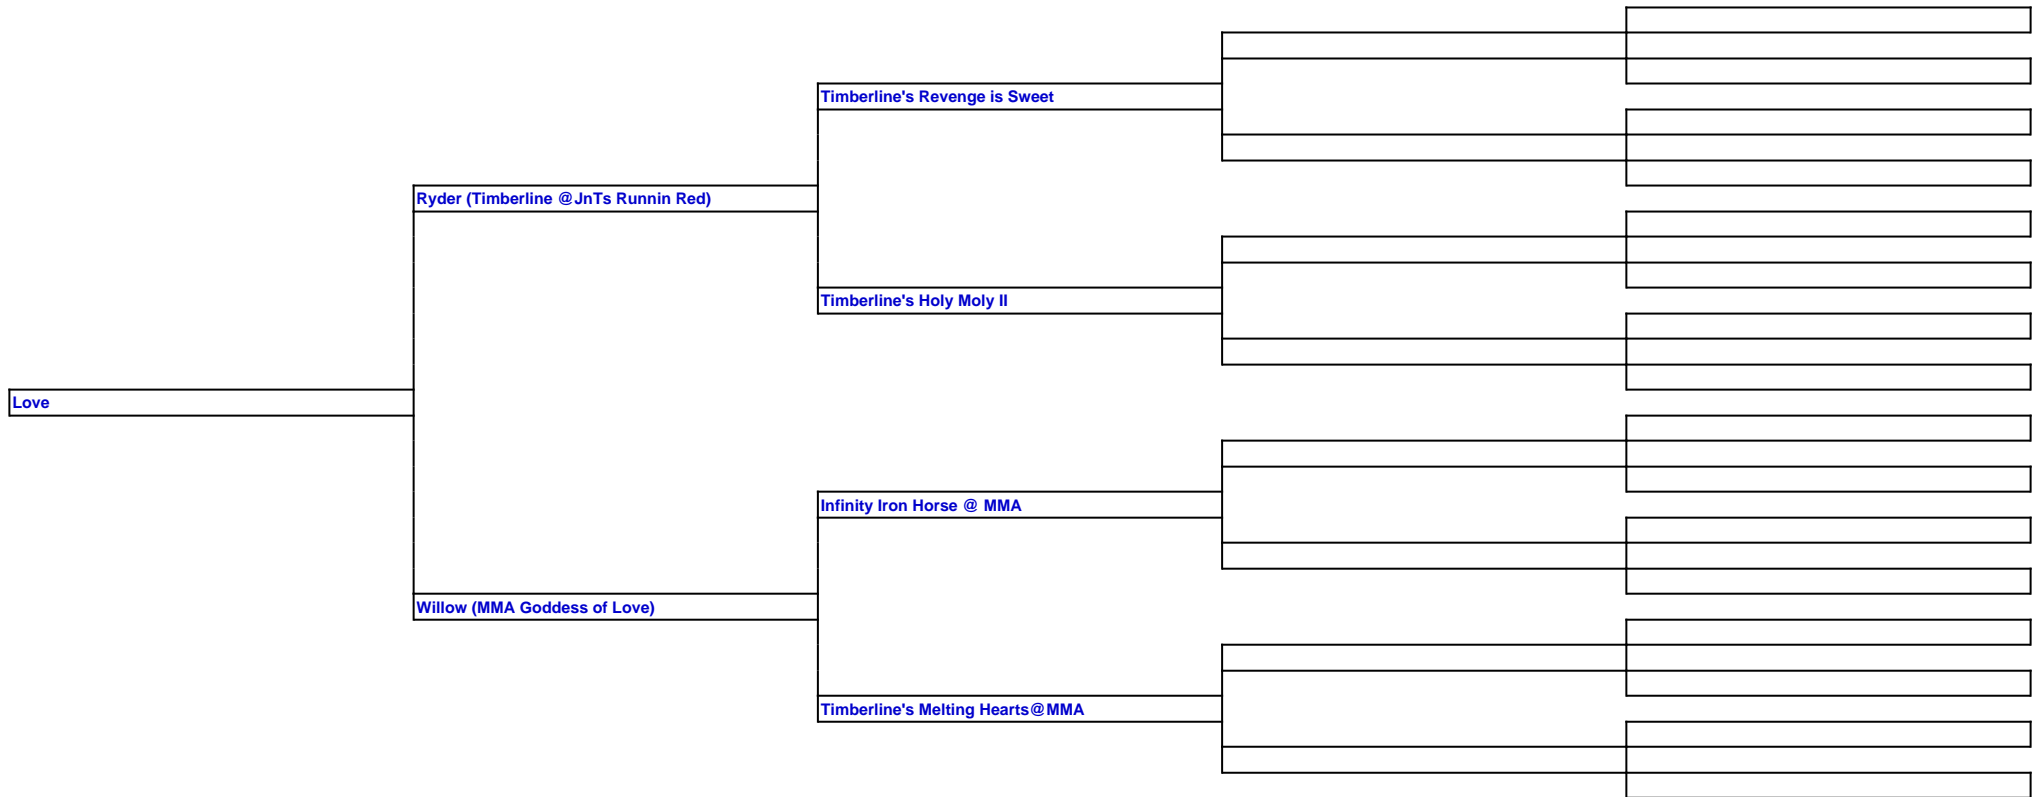 Timberline's Revenge is Sweet
Ryder (Timberline @JnTs Runnin Red)
Timberline's Holy Moly II
Love
Infinity Iron Horse @ MMA
Willow (MMA Goddess of Love)
Timberline's Melting Hearts@MMA